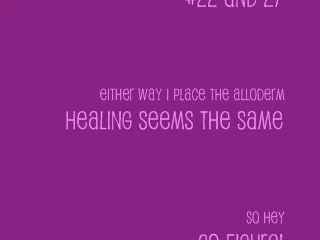 #22 and 27
either way i place the alloderm
healing seems the same
so hey
go figure!